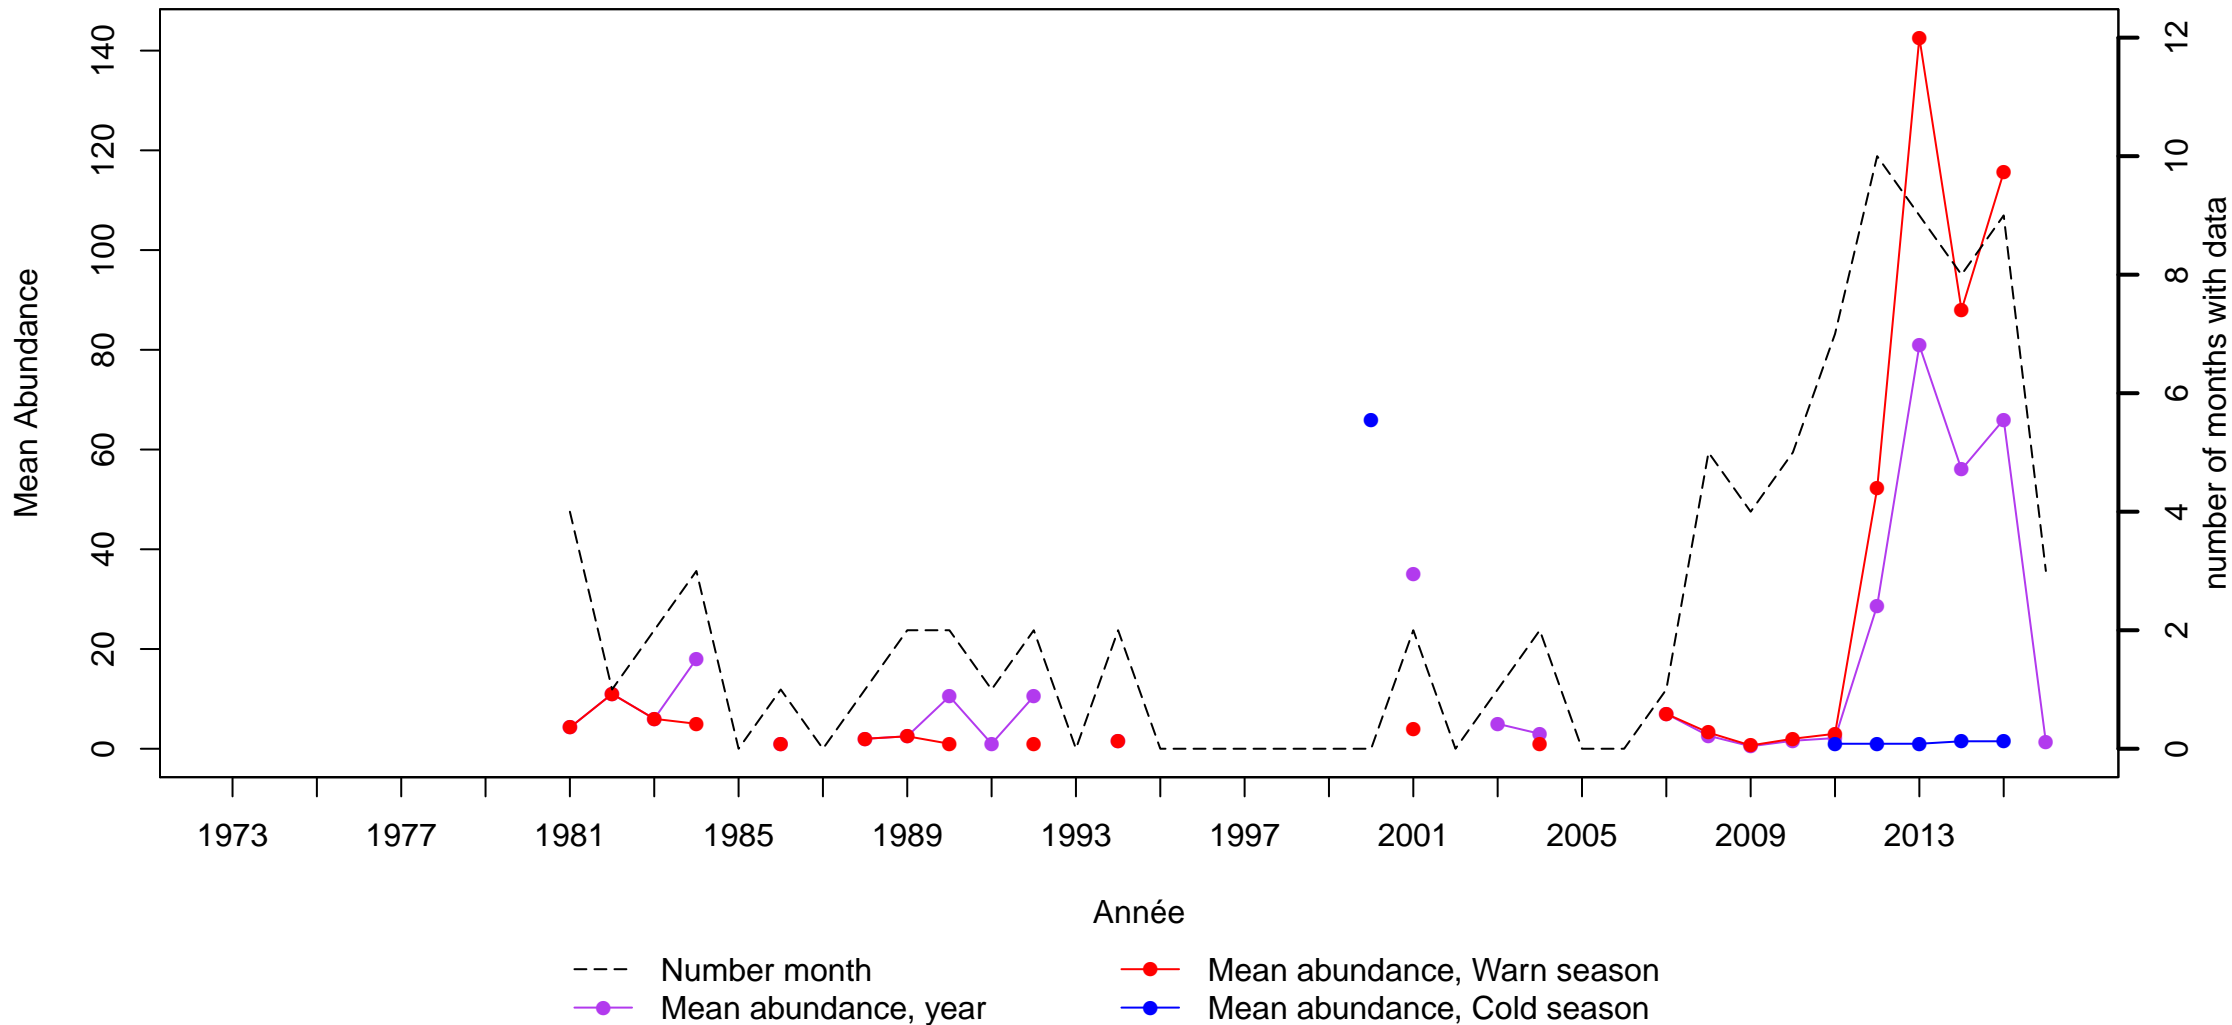 Mean Abundance
140
120
100
80
60
40
20
0
12
10
8
6
4
2
0
number of months with data
1973 1977 1981 1985 1989 1993 1997 2001 2005 2009 2013
Année
Number month
Mean abundance, year
Mean abundance, Warn season
Mean abundance, Cold season